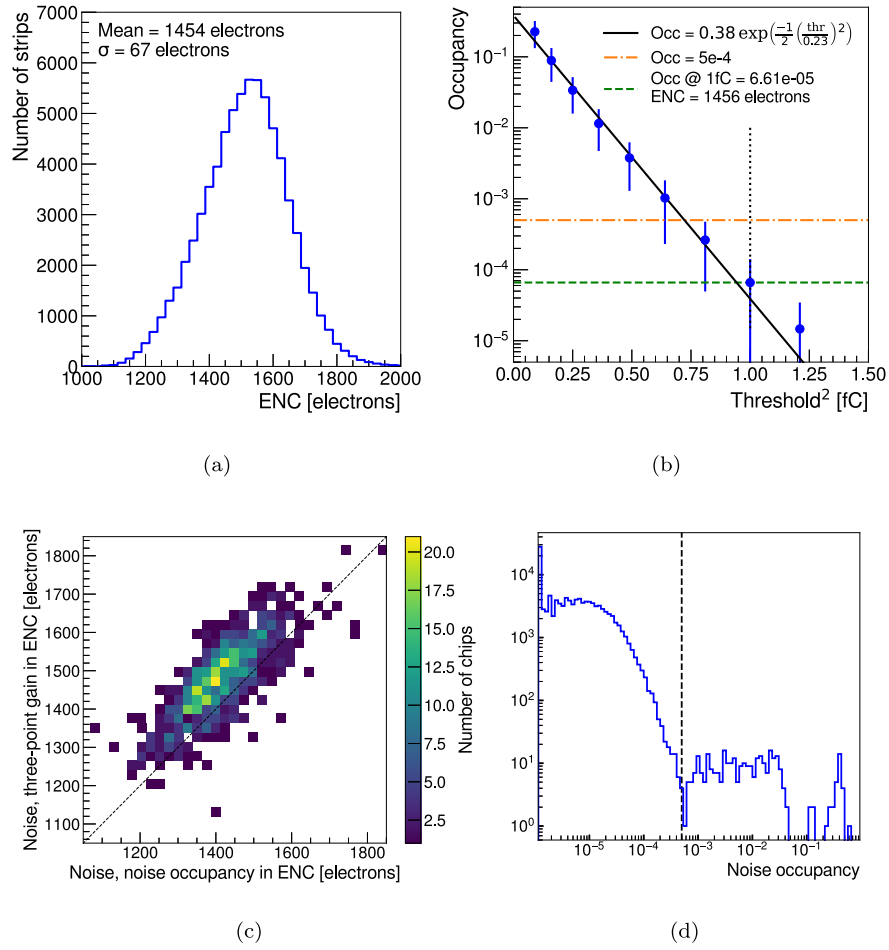 Mean = 1454 electrons
σ = 67 electrons
Number of strips
7000
6000
5000
4000
3000
2000
1000
0
1000 1200 1400 1600 1800 2000
ENC [electrons]
(a)
Occ = 0.38 exp(-1/2 (thr/0.23)²)
Occ = 5e-4
Occ @ 1fC = 6.61e-05
ENC = 1456 electrons
Occupancy
10⁻¹
10⁻²
10⁻³
10⁻⁴
10⁻⁵
0.00 0.25 0.50 0.75 1.00 1.25 1.50
Threshold² [fC]
(b)
Noise, three-point gain in ENC [electrons]
1800
1700
1600
1500
1400
1300
1200
1100
1200 1400 1600 1800
Noise, noise occupancy in ENC [electrons]
20.0
17.5
15.0
12.5
10.0
7.5
5.0
2.5
Number of chips
(c)
10⁴
10³
10²
10¹
10⁰
10⁻⁵ 10⁻⁴ 10⁻³ 10⁻² 10⁻¹ 10⁰
Noise occupancy
(d)